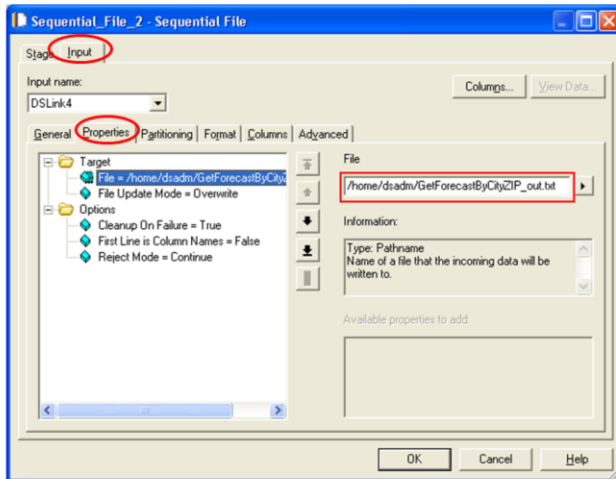 Sequential_File_2 - Sequential File
Stage Input
Input name:
DSLink4
Columns... View Data...
General Properties Partitioning Format Columns Advanced
Target
File = /home/dsadm/GetForecastByCityiZ
File Update Mode = Overwrite
Options
Cleanup On Failure = True
First Line is Column Names = False
Reject Mode = Continue
File
/home/dsadm/GetForecastByCityiZIP_out.txt
Information:
Type: Pathname
Name of a file that the incoming data will be
written to.
Available properties to add:
OK Cancel Help